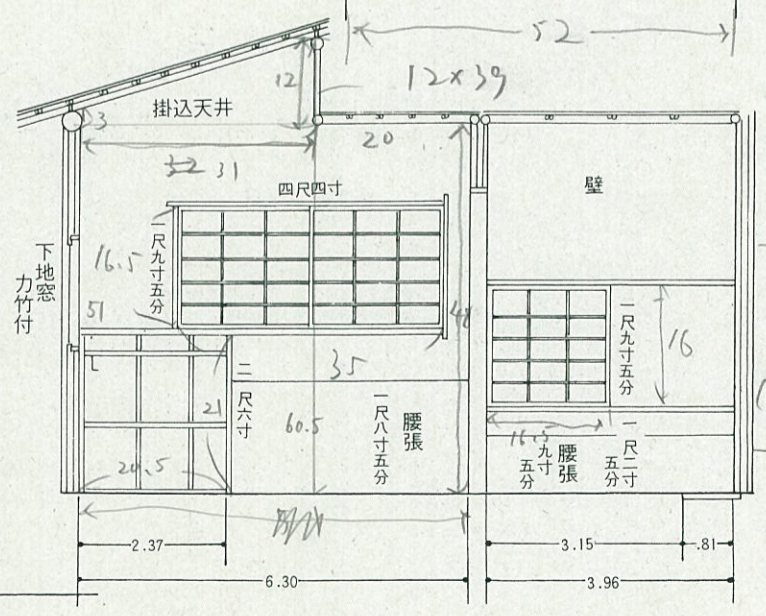 52
12
12×39
掛込天井
3
20
31
四尺四寸
壁
一尺九寸五分
16.5
下地窓
力竹付
51
48
一尺九寸五分
16
35
二尺六寸
21
60.5
一尺八寸五分
腰張
16.5
腰張
九寸五分
一尺二寸五分
20.5
2.37
3.15
.81
6.30
3.96